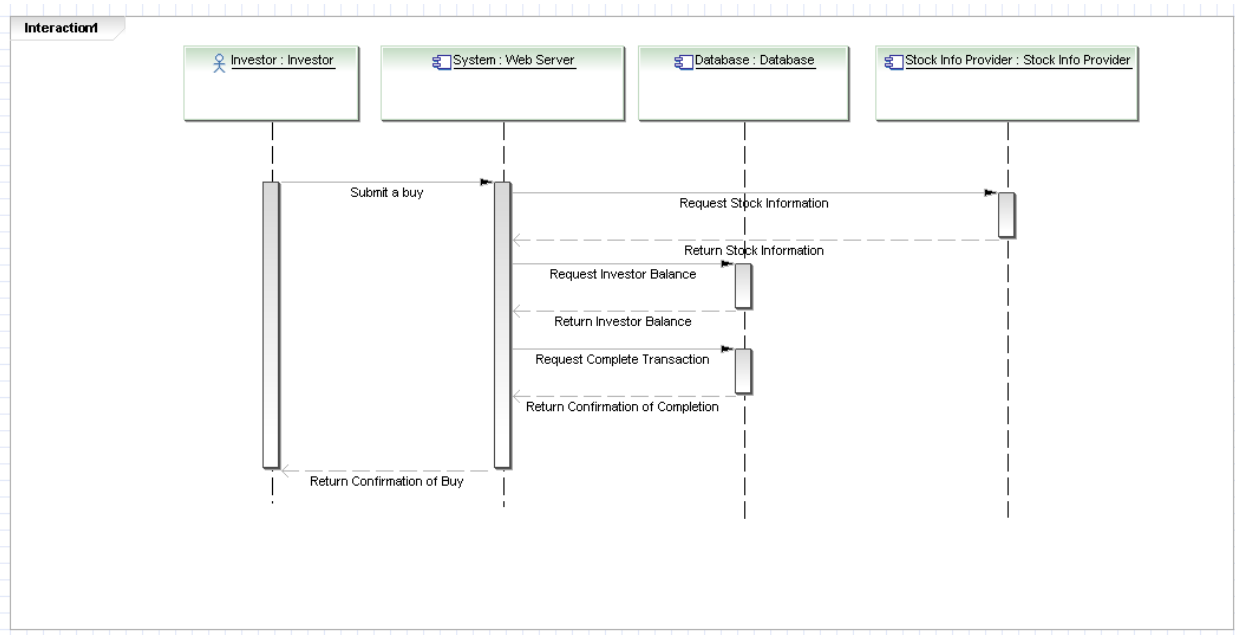 Interaction1
Investor : Investor
System : Web Server
Database : Database
Stock Info Provider : Stock Info Provider
Submit a buy
Request Stock Information
Return Stock Information
Request Investor Balance
Return Investor Balance
Request Complete Transaction
Return Confirmation of Completion
Return Confirmation of Buy